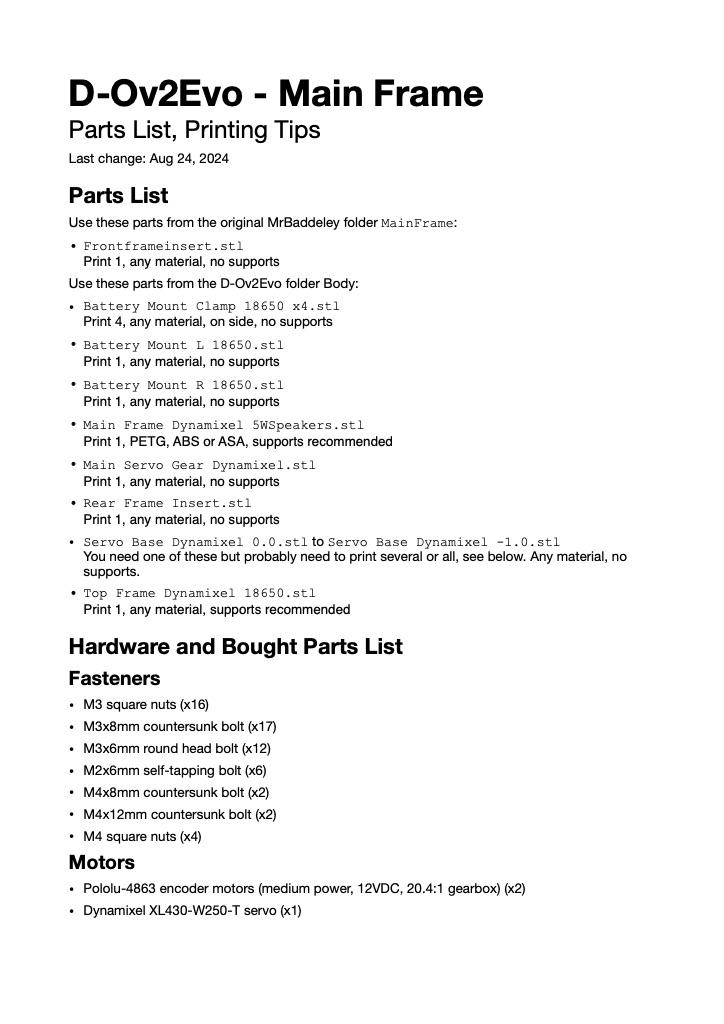 D-Ov2Evo - Main Frame
Parts List, Printing Tips
Last change: Aug 24, 2024
Parts List
Use these parts from the original MrBaddeley folder MainFrame:
• Frontframeinsert.stl
Print 1, any material, no supports
Use these parts from the D-Ov2Evo folder Body:
• Battery Mount Clamp 18650 x4.stl
Print 4, any material, on side, no supports
• Battery Mount L 18650.stl
Print 1, any material, no supports
• Battery Mount R 18650.stl
Print 1, any material, no supports
• Main Frame Dynamixel 5WSpeakers.stl
Print 1, PETG, ABS or ASA, supports recommended
• Main Servo Gear Dynamixel.stl
Print 1, any material, no supports
• Rear Frame Insert.stl
Print 1, any material, no supports
• Servo Base Dynamixel 0.0.stl to Servo Base Dynamixel -1.0.stl
You need one of these but probably need to print several or all, see below. Any material, no
supports.
• Top Frame Dynamixel 18650.stl
Print 1, any material, supports recommended
Hardware and Bought Parts List
Fasteners
• M3 square nuts (x16)
• M3x8mm countersunk bolt (x17)
• M3x6mm round head bolt (x12)
• M2x6mm self-tapping bolt (x6)
• M4x8mm countersunk bolt (x2)
• M4x12mm countersunk bolt (x2)
• M4 square nuts (x4)
Motors
• Pololu-4863 encoder motors (medium power, 12VDC, 20.4:1 gearbox) (x2)
• Dynamixel XL430-W250-T servo (x1)